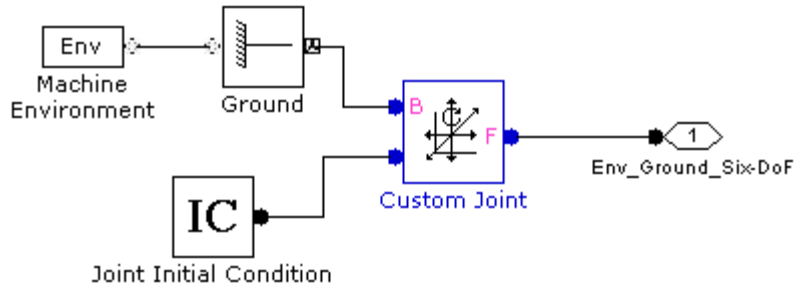 Env
Machine
Environment
Ground
B
C
F
Custom Joint
1
Env_Ground_Six-DoF
IC
Joint Initial Condition